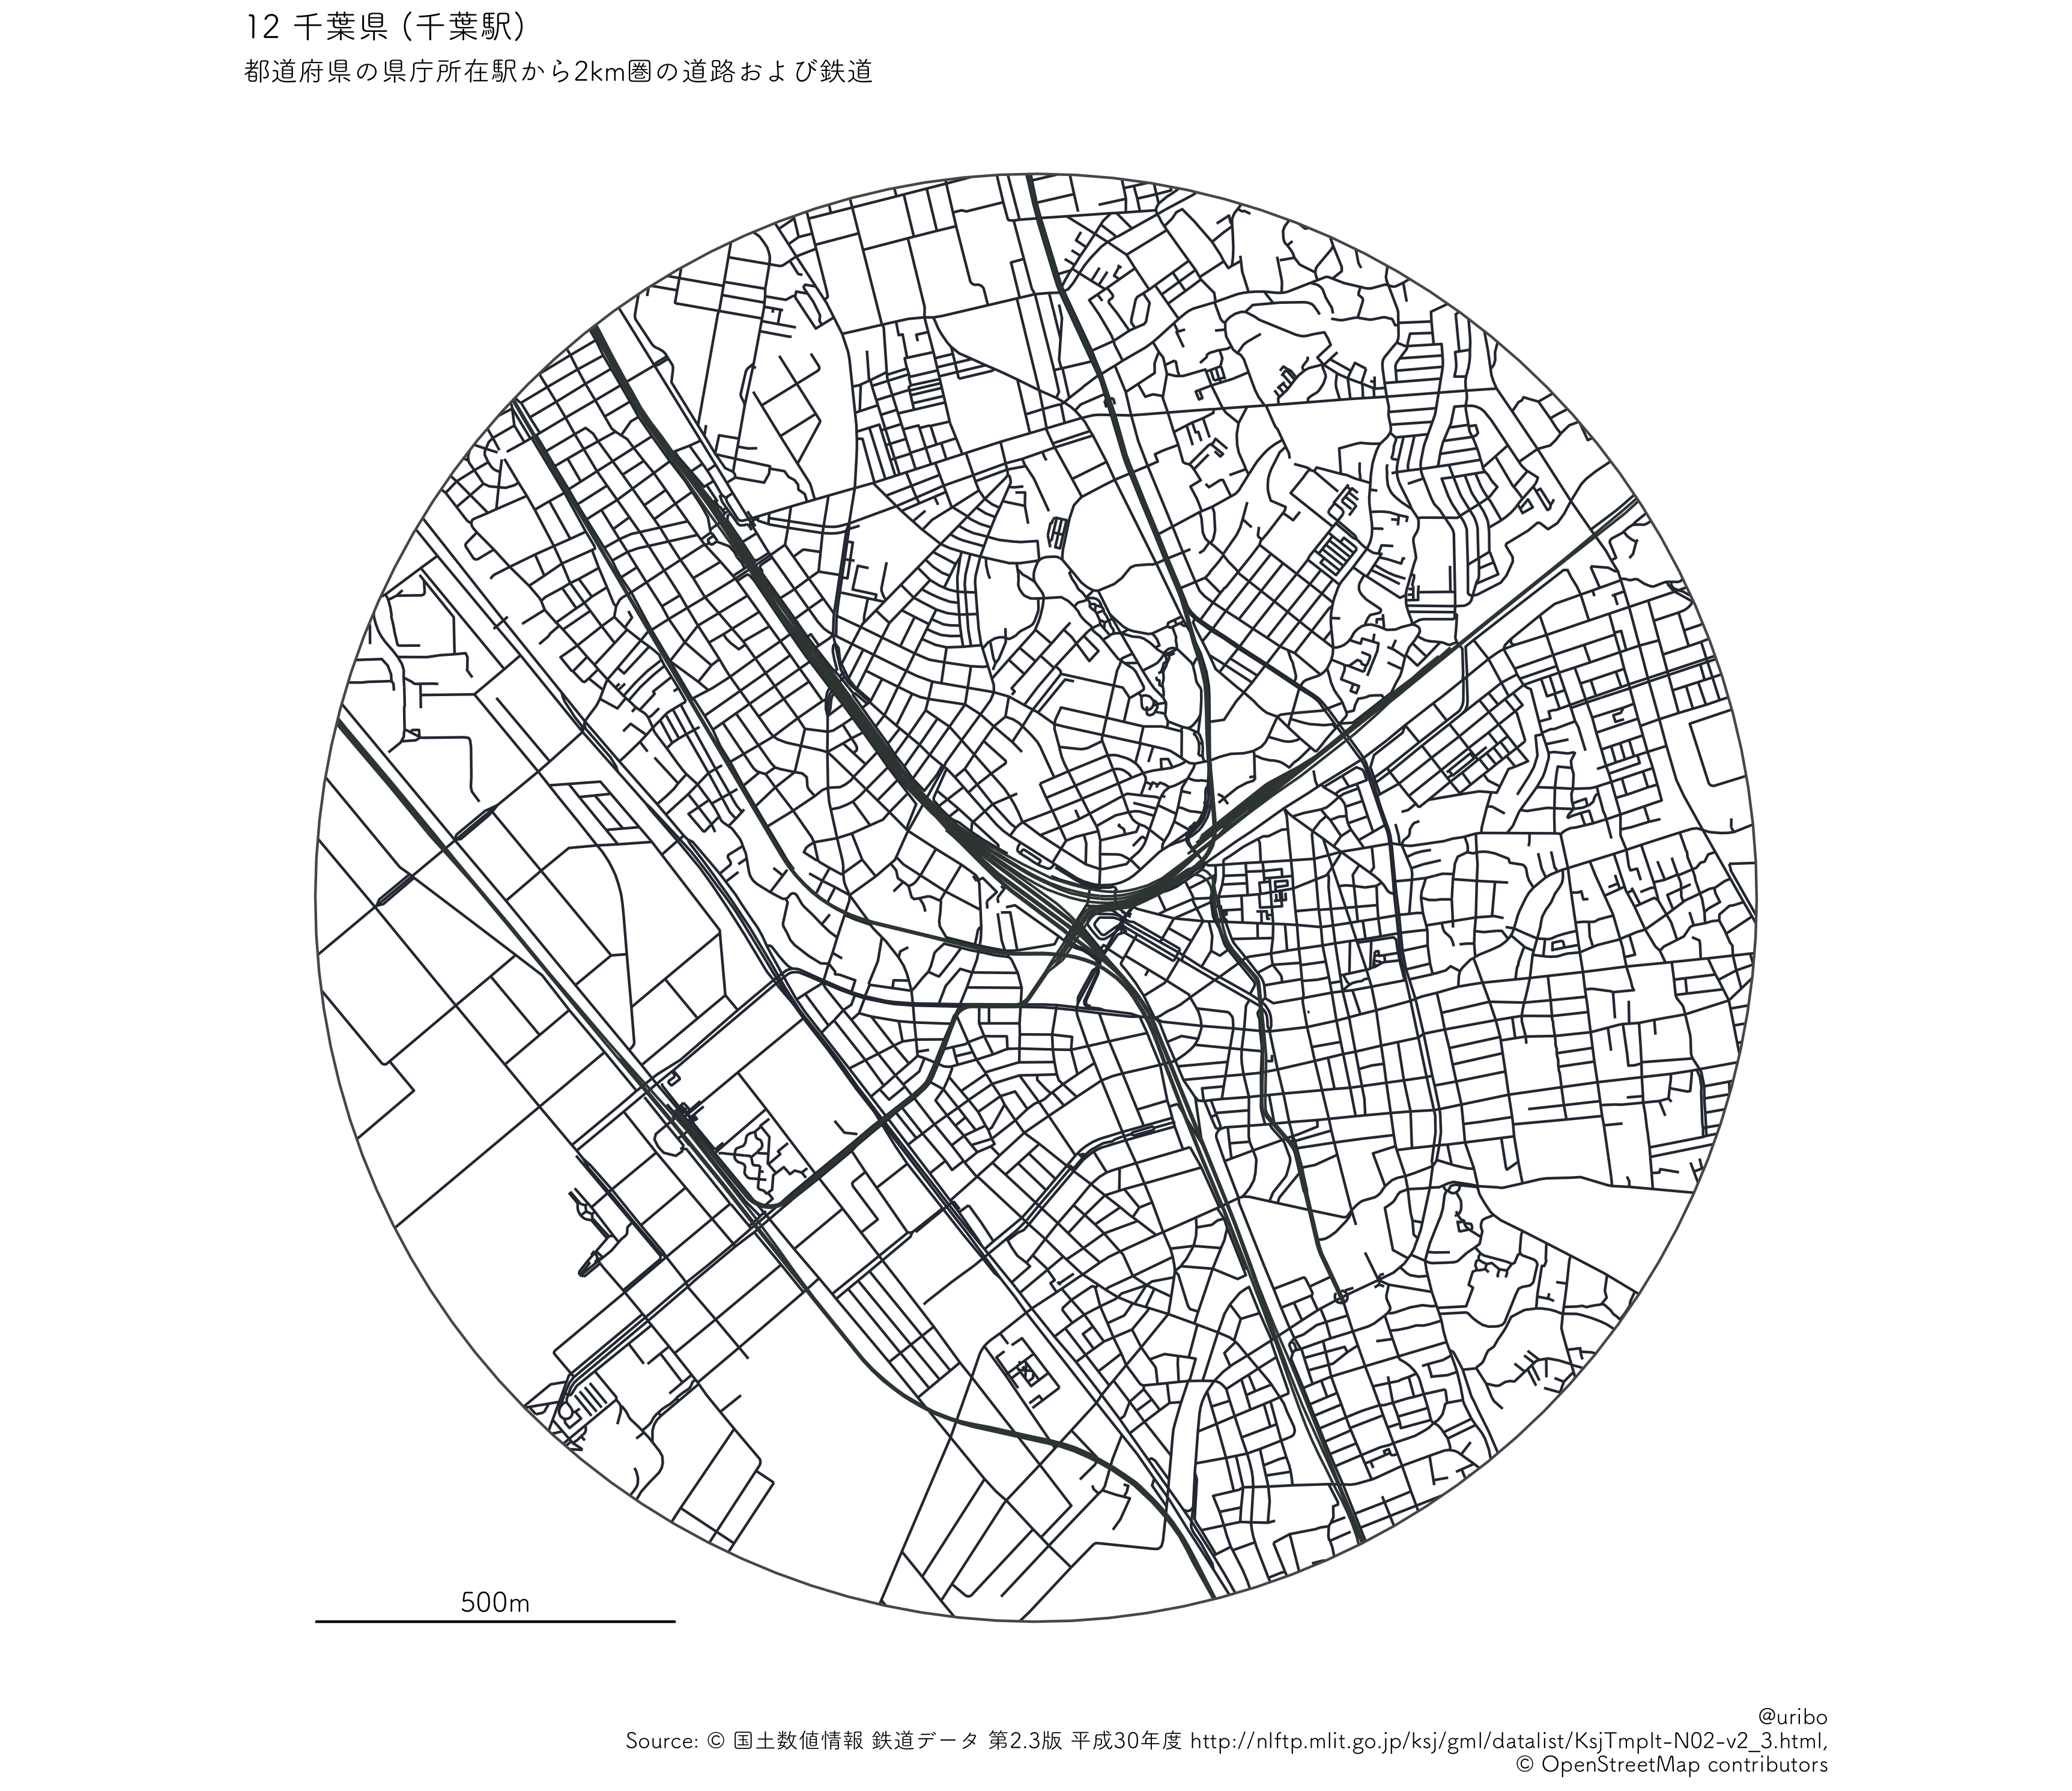 12 千葉県 (千葉駅)
都道府県の県庁所在駅から2km圏の道路および鉄道
500m
@uribo
Source: © 国土数値情報 鉄道データ 第2.3版 平成30年度 http://nlftp.mlit.go.jp/ksj/gml/datalist/KsjTmplt-N02-v2_3.html,
© OpenStreetMap contributors